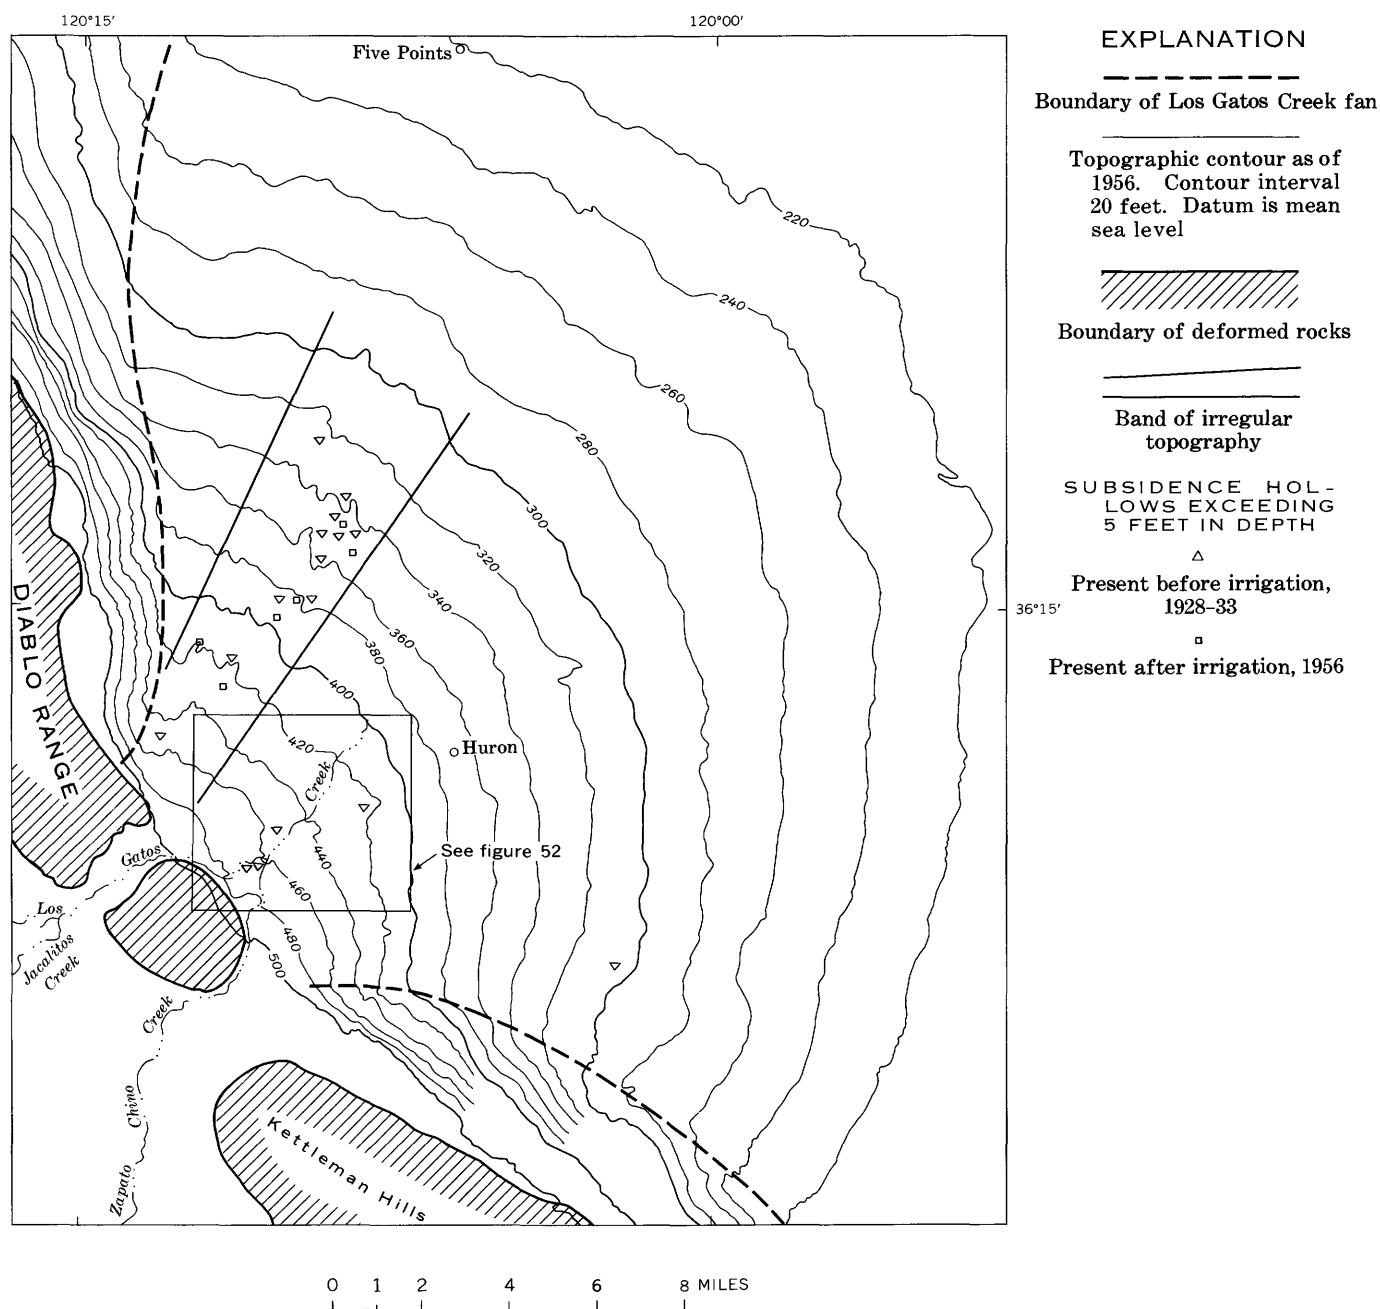 120°15′
120°00′
Five Points
220
240
260
280
300
320
340
360
380
400
420
440
460
480
500
36°15′
DIABLO RANGE
Huron
Creek
See figure 52
Gatos
Los
Jacalitos
Creek
Creek
Chino
Zapato
Kettleman Hills
0 1 2 4 6 8 MILES
EXPLANATION
Boundary of Los Gatos Creek fan
Topographic contour as of
1956. Contour interval
20 feet. Datum is mean
sea level
Boundary of deformed rocks
Band of irregular
topography
SUBSIDENCE HOL-
LOWS EXCEEDING
5 FEET IN DEPTH
Present before irrigation,
1928–33
Present after irrigation, 1956